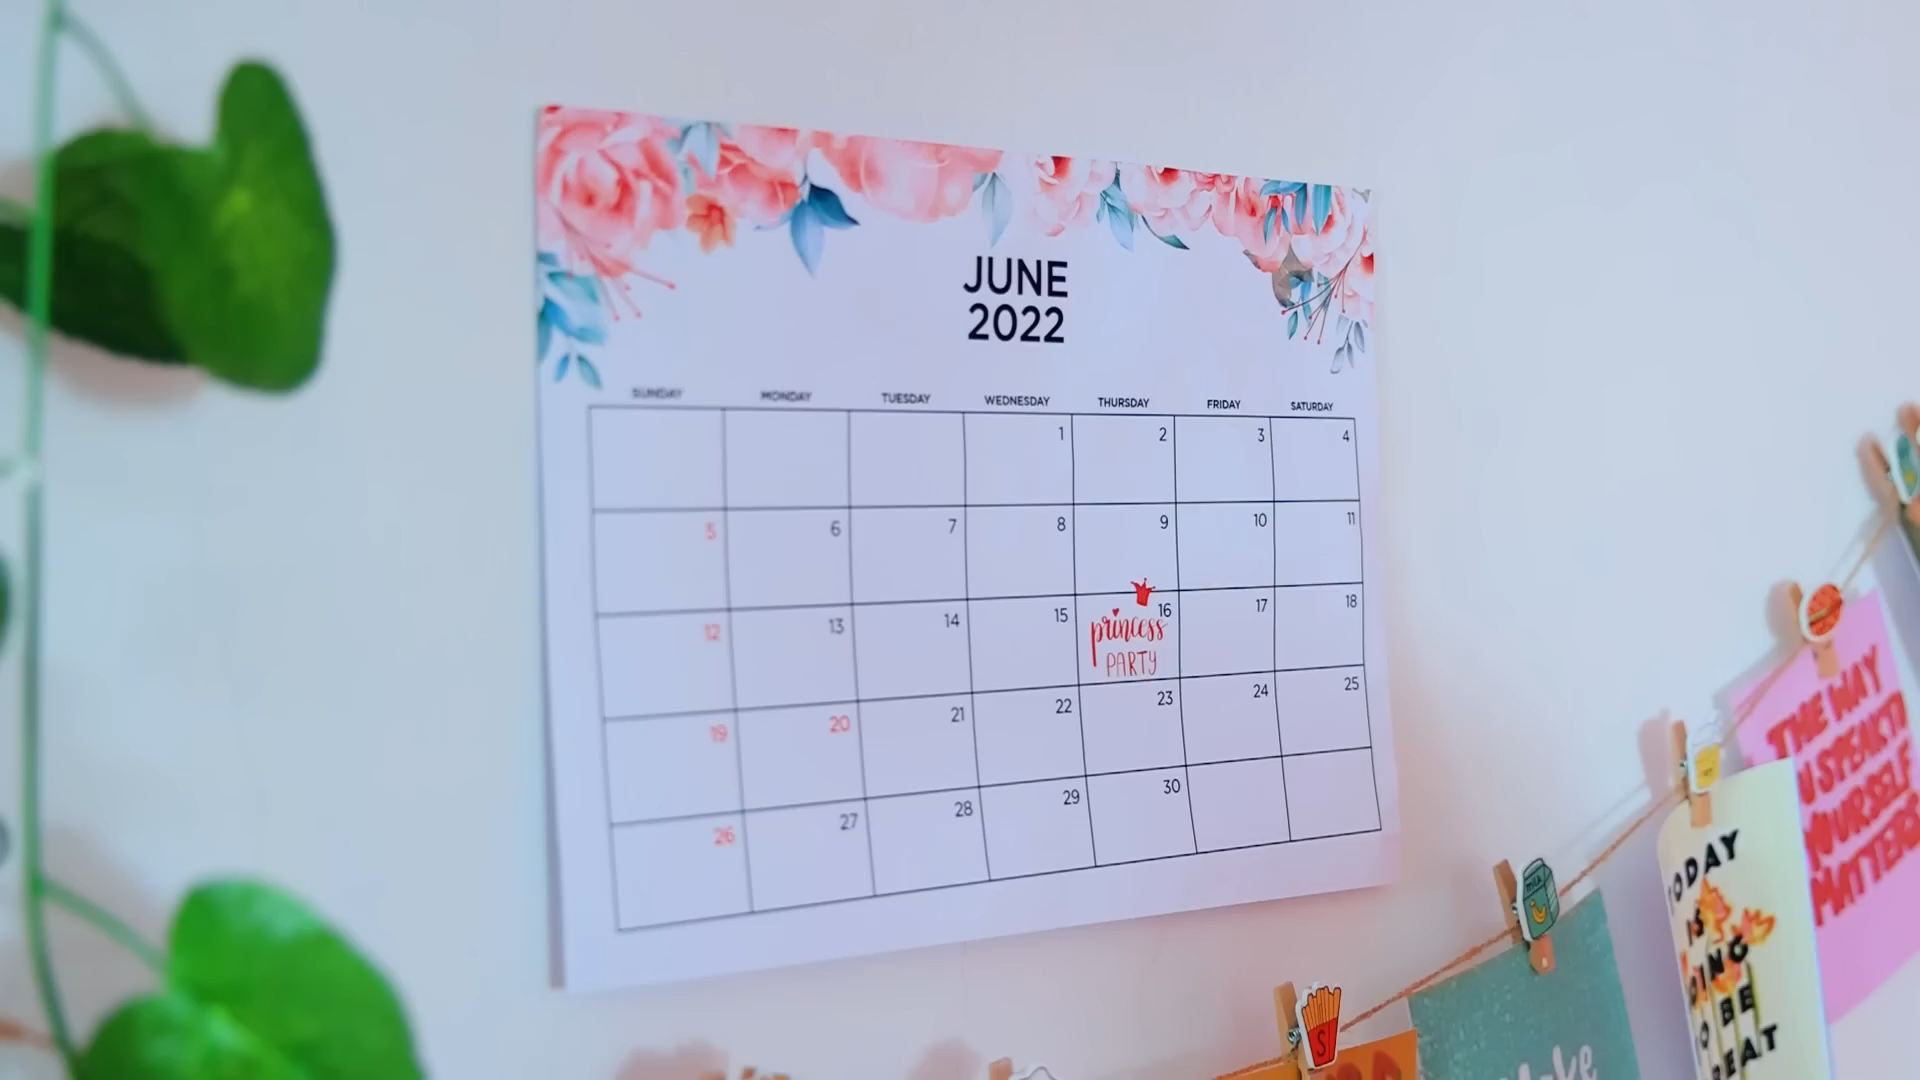 JUNE
2022
SUNDAY MONDAY TUESDAY WEDNESDAY THURSDAY FRIDAY SATURDAY
1 2 3 4
5 6 7 8 9 10 11
12 13 14 15 16 17 18
princess
PARTY
19 20 21 22 23 24 25
26 27 28 29 30
THE WAY
U SPEAK TO
YOURSELF
MATTERS
TODAY
IS
GOING
TO BE
GREAT
MILK
S
Make